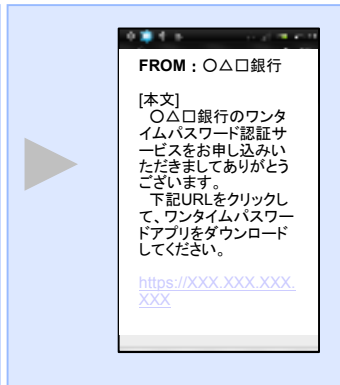 FROM：〇△□銀行
[本文]
　〇△□銀行のワンタ
イムパスワード認証サ
ービスをお申し込みい
ただきましてありがとう
ございます。
　下記URLをクリックし
て、ワンタイムパスワー
ドアプリをダウンロード
してください。
https://XXX.XXX.XXX.
XXX